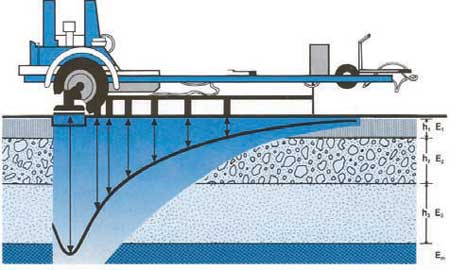 h₁ E₁
h₂ E₂
h₃ E₃
Eₘ